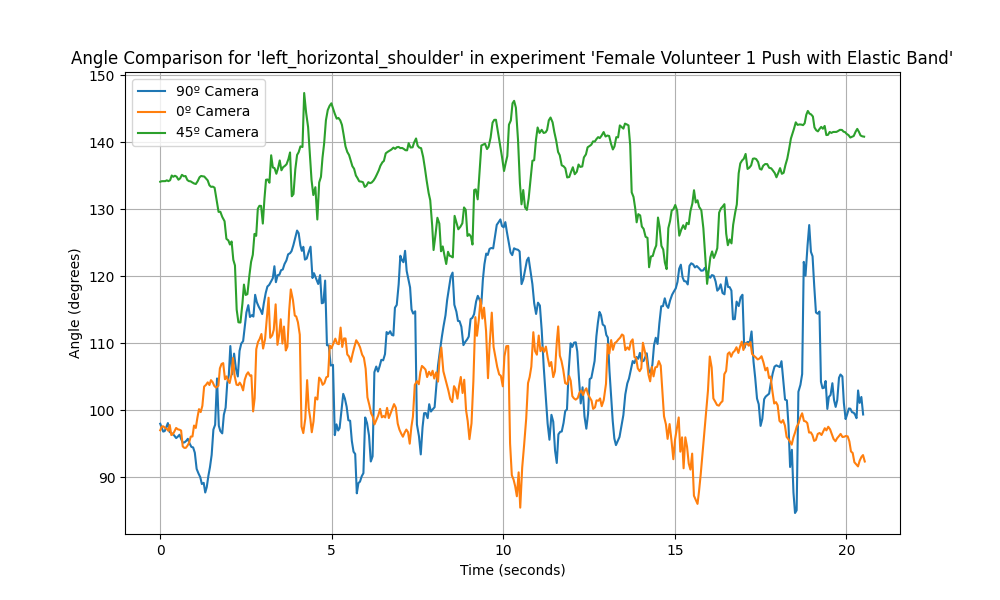 Angle Comparison for 'left_horizontal_shoulder' in experiment 'Female Volunteer 1 Push with Elastic Band'
150
140
130
120
110
100
90
Angle (degrees)
90º Camera
0º Camera
45º Camera
0
5
10
15
20
Time (seconds)